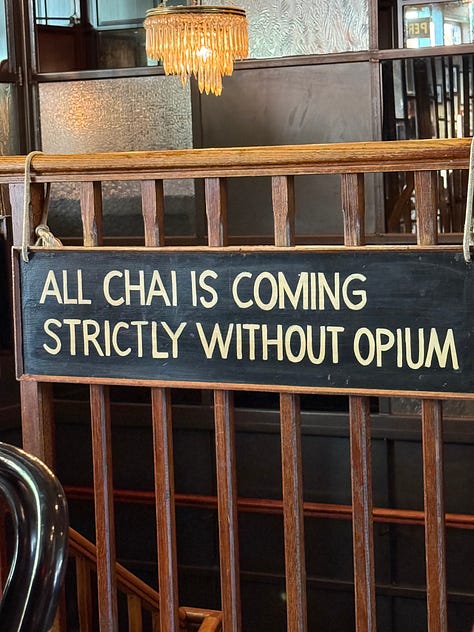 ALL CHAI IS COMING
STRICTLY WITHOUT OPIUM